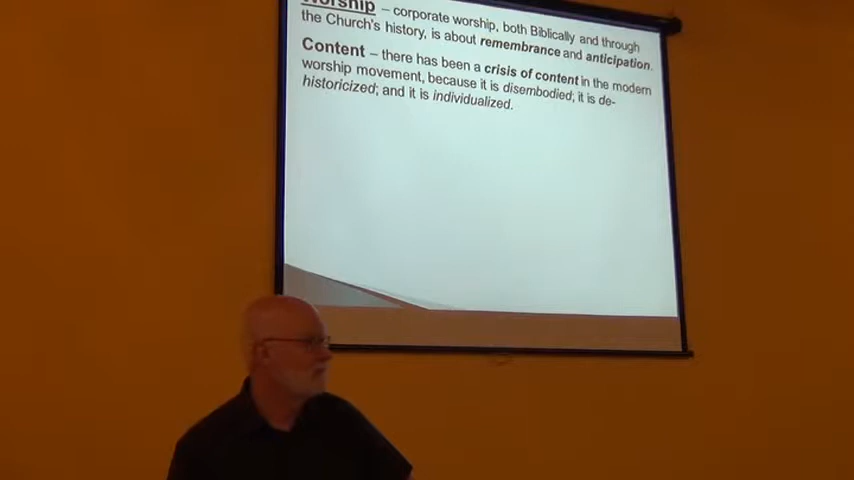 Worship – corporate worship, both Biblically and through
the Church's history, is about remembrance and anticipation.
Content – there has been a crisis of content in the modern
worship movement, because it is disembodied; it is de-
historicized; and it is individualized.